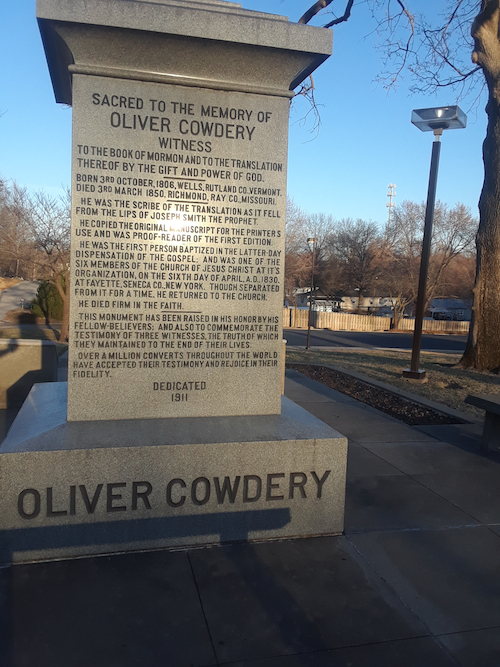 SACRED TO THE MEMORY OF
OLIVER COWDERY
WITNESS
TO THE BOOK OF MORMON AND TO THE TRANSLATION
THEREOF BY THE GIFT AND POWER OF GOD.
BORN 3RD OCTOBER, 1806, WELLS, RUTLAND CO. VERMONT.
DIED 3RD MARCH 1850, RICHMOND, RAY CO. MISSOURI.
HE WAS THE SCRIBE OF THE TRANSLATION AS IT FELL
FROM THE LIPS OF JOSEPH SMITH THE PROPHET.
HE COPIED THE ORIGINAL MANUSCRIPT FOR THE PRINTER'S
USE AND WAS PROOF-READER OF THE FIRST EDITION.
HE WAS THE FIRST PERSON BAPTIZED IN THE LATTER-DAY
DISPENSATION OF THE GOSPEL; AND WAS ONE OF THE
SIX MEMBERS OF THE CHURCH OF JESUS CHRIST AT IT'S
ORGANIZATION, ON THE SIXTH DAY OF APRIL, A.D. 1830,
AT FAYETTE, SENECA CO., NEW YORK. THOUGH SEPARATED
FROM IT FOR A TIME, HE RETURNED TO THE CHURCH.
HE DIED FIRM IN THE FAITH.
THIS MONUMENT HAS BEEN RAISED IN HIS HONOR BY HIS
FELLOW-BELIEVERS; AND ALSO TO COMMEMORATE THE
TESTIMONY OF THREE WITNESSES, THE TRUTH OF WHICH
THEY MAINTAINED TO THE END OF THEIR LIVES.
OVER A MILLION CONVERTS THROUGHOUT THE WORLD
HAVE ACCEPTED THEIR TESTIMONY AND REJOICE IN THEIR
FIDELITY.
DEDICATED
1911
OLIVER COWDERY